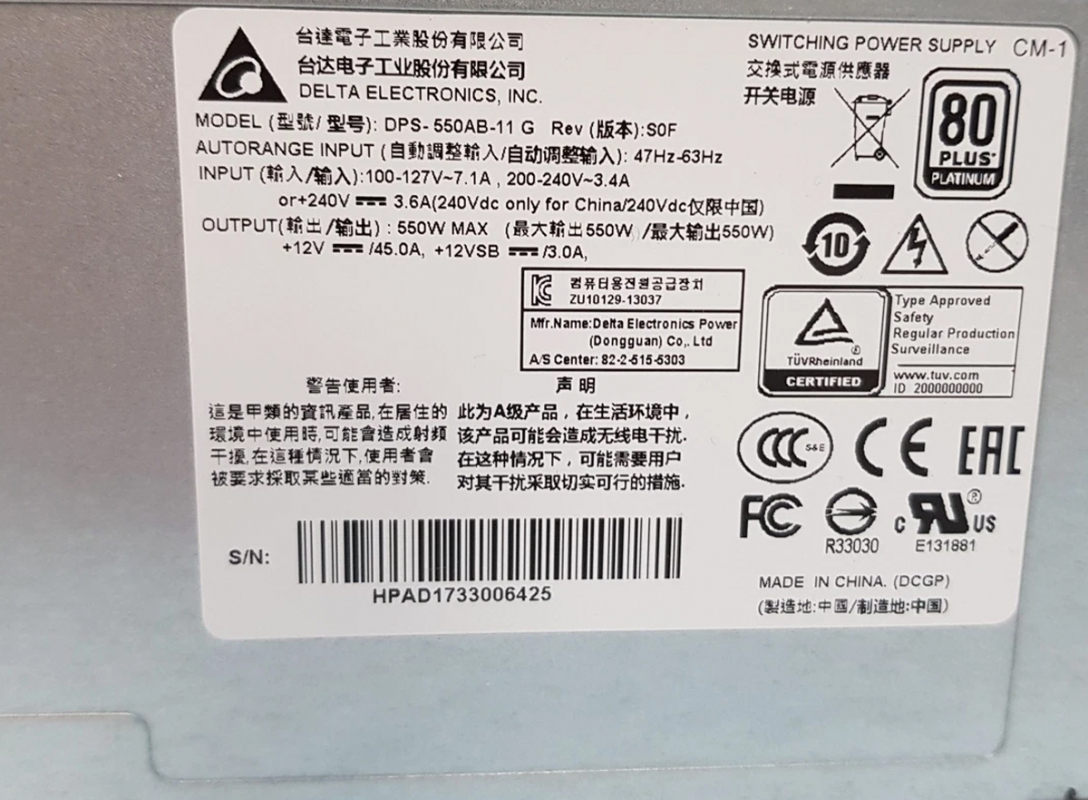 台達電子工業股份有限公司
台达电子工业股份有限公司
DELTA ELECTRONICS, INC.
SWITCHING POWER SUPPLY CM-1
交換式電源供應器
开关电源
80
PLUS
PLATINUM
MODEL (型號/ 型号): DPS- 550AB-11 G Rev (版本):S0F
AUTORANGE INPUT (自動調整輸入/自动调整输入): 47Hz-63Hz
INPUT (輸入/输入):100-127V~7.1A , 200-240V~3.4A
or+240V ⎓ 3.6A(240Vdc only for China/240Vdc仅限中国)
OUTPUT(輸出/输出) : 550W MAX (最大輸出550W /最大输出550W)
+12V ⎓ /45.0A, +12VSB ⎓ /3.0A,
10
컴퓨터용전원공급장치
ZU10129-13037
Mfr.Name:Delta Electronics Power
(Dongguan) Co,. Ltd
A/S Center: 82-2-515-5303
TÜVRheinland
CERTIFIED
Type Approved
Safety
Regular Production
Surveillance
www.tuv.com
ID 2000000000
警告使用者:
這是甲類的資訊產品,在居住的
環境中使用時,可能會造成射頻
干擾,在這種情況下,使用者會
被要求採取某些適當的對策.
声 明
此为A级产品，在生活环境中，
该产品可能会造成无线电干扰.
在这种情况下，可能需要用户
对其干扰采取切实可行的措施.
CCC S&E CE EAC
FC R33030 c RU ® US
E131881
S/N:
HPAD1733006425
MADE IN CHINA. (DCGP)
(製造地:中國/制造地:中国)